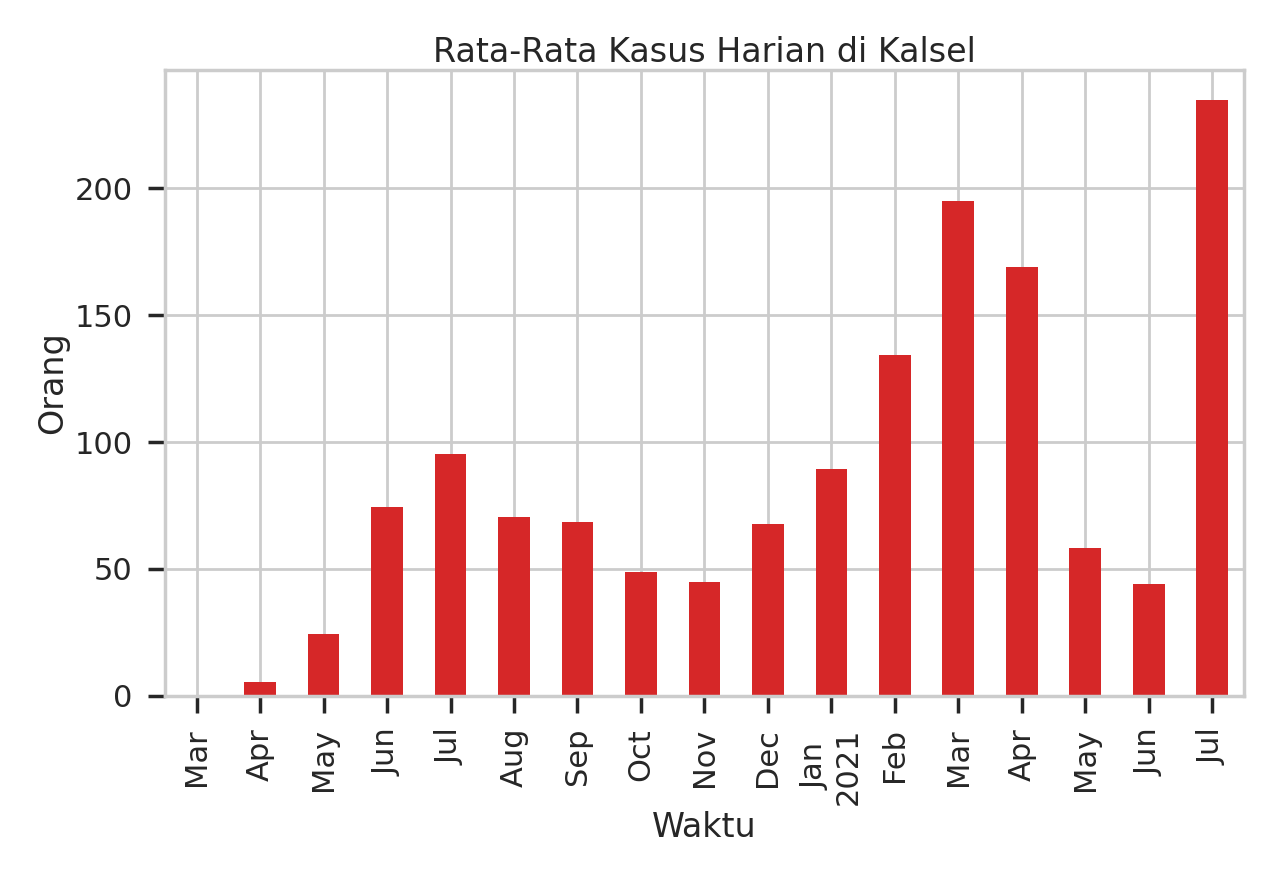 Rata-Rata Kasus Harian di Kalsel
Orang
200
150
100
50
0
Mar
Apr
May
Jun
Jul
Aug
Sep
Oct
Nov
Dec
Jan
2021
Feb
Mar
Apr
May
Jun
Jul
Waktu